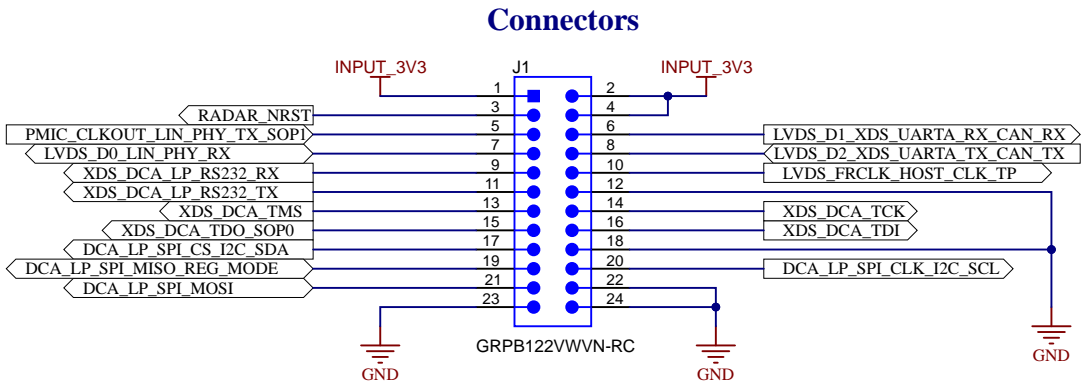 Connectors
INPUT_3V3 J1 INPUT_3V3
1 2
RADAR_NRST 3 4
PMIC_CLKOUT_LIN_PHY_TX_SOP1 5 6 LVDS_D1_XDS_UARTA_RX_CAN_RX
LVDS_D0_LIN_PHY_RX 7 8 LVDS_D2_XDS_UARTA_TX_CAN_TX
XDS_DCA_LP_RS232_RX 9 10 LVDS_FRCLK_HOST_CLK_TP
XDS_DCA_LP_RS232_TX 11 12
XDS_DCA_TMS 13 14 XDS_DCA_TCK
XDS_DCA_TDO_SOP0 15 16 XDS_DCA_TDI
DCA_LP_SPI_CS_I2C_SDA 17 18
DCA_LP_SPI_MISO_REG_MODE 19 20 DCA_LP_SPI_CLK_I2C_SCL
DCA_LP_SPI_MOSI 21 22
23 24
GRPB122VWVN-RC
GND GND GND